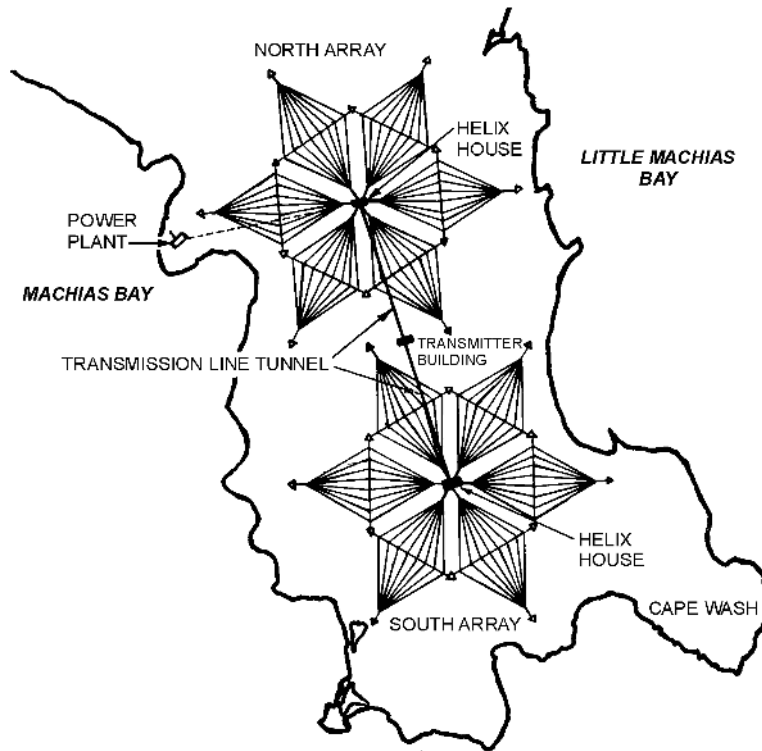 NORTH ARRAY
HELIX
HOUSE
LITTLE MACHIAS
BAY
POWER
PLANT
MACHIAS BAY
TRANSMISSION LINE TUNNEL
TRANSMITTER
BUILDING
HELIX
HOUSE
CAPE WASH
SOUTH ARRAY